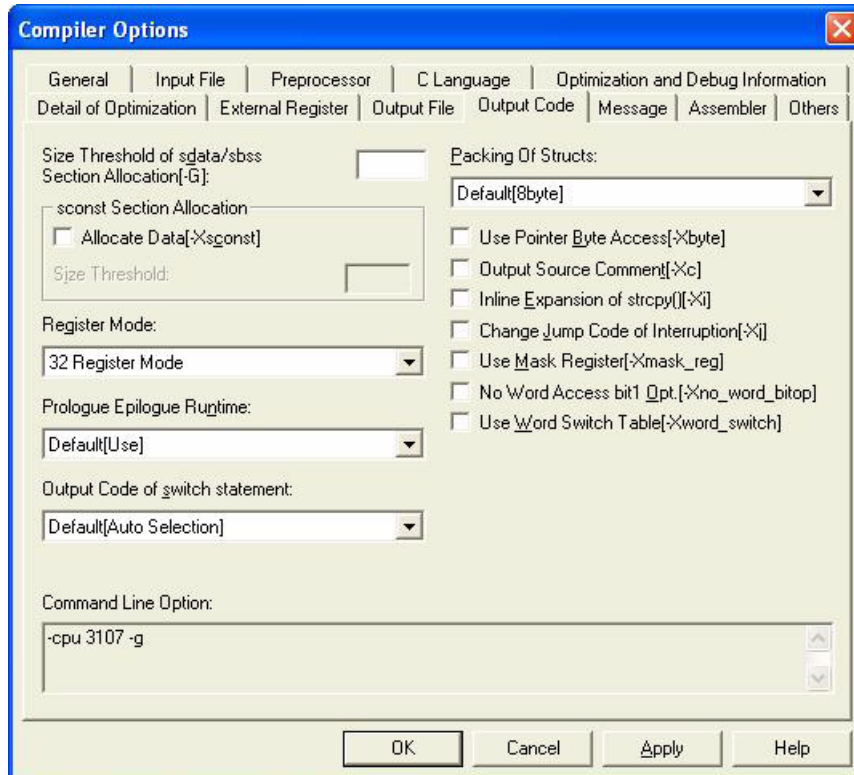 Compiler Options
General
Input File
Preprocessor
C Language
Optimization and Debug Information
Detail of Optimization
External Register
Output File
Output Code
Message
Assembler
Others
Size Threshold of sdata/sbss
Section Allocation[-G]:
sconst Section Allocation
Allocate Data[-Xsconst]
Size Threshold:
Register Mode:
32 Register Mode
Prologue Epilogue Runtime:
Default[Use]
Output Code of switch statement:
Default[Auto Selection]
Packing Of Structs:
Default[8byte]
Use Pointer Byte Access[-Xbyte]
Output Source Comment[-Xc]
Inline Expansion of strcpy()[-Xi]
Change Jump Code of Interruption[-Xj]
Use Mask Register[-Xmask_reg]
No Word Access bit1 Opt.[-Xno_word_bitop]
Use Word Switch Table[-Xword_switch]
Command Line Option:
-cpu 3107 -g
OK
Cancel
Apply
Help